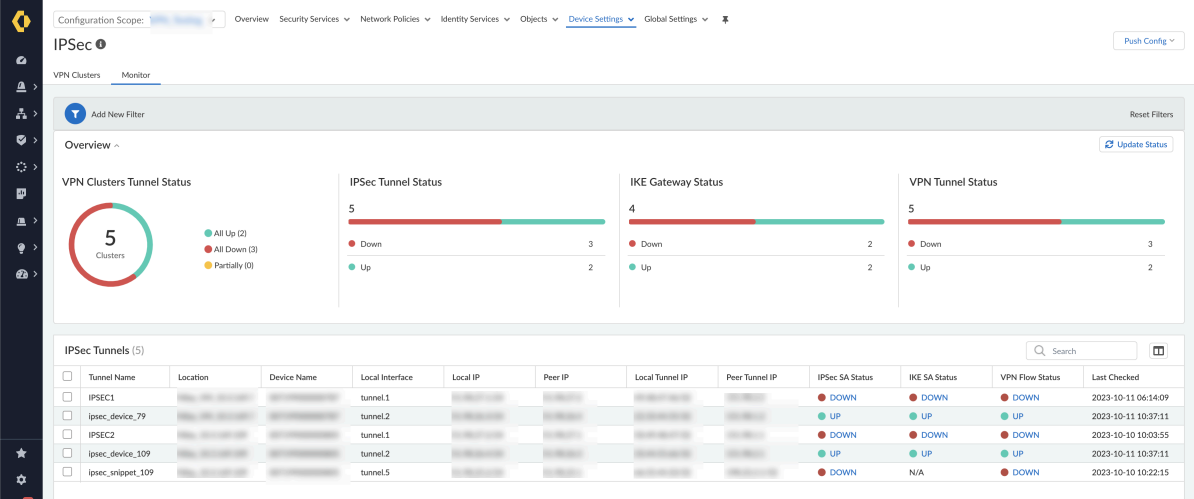 Configuration Scope:
Overview Security Services Network Policies Identity Services Objects Device Settings Global Settings
IPSec
Push Config
VPN Clusters Monitor
Add New Filter Reset Filters
Overview Update Status
VPN Clusters Tunnel Status
5
Clusters
All Up (2)
All Down (3)
Partially (0)
IPSec Tunnel Status
5
Down 3
Up 2
IKE Gateway Status
4
Down 2
Up 2
VPN Tunnel Status
5
Down 3
Up 2
IPSec Tunnels (5) Search
Tunnel Name Location Device Name Local Interface Local IP Peer IP Local Tunnel IP Peer Tunnel IP IPSec SA Status IKE SA Status VPN Flow Status Last Checked
IPSEC1 tunnel.1 DOWN DOWN DOWN 2023-10-11 06:14:09
ipsec_device_79 tunnel.2 UP UP UP 2023-10-11 10:37:11
IPSEC2 tunnel.1 DOWN DOWN DOWN 2023-10-10 10:03:55
ipsec_device_109 tunnel.2 UP UP UP 2023-10-11 10:37:11
ipsec_snippet_109 tunnel.5 DOWN N/A DOWN 2023-10-10 10:22:15